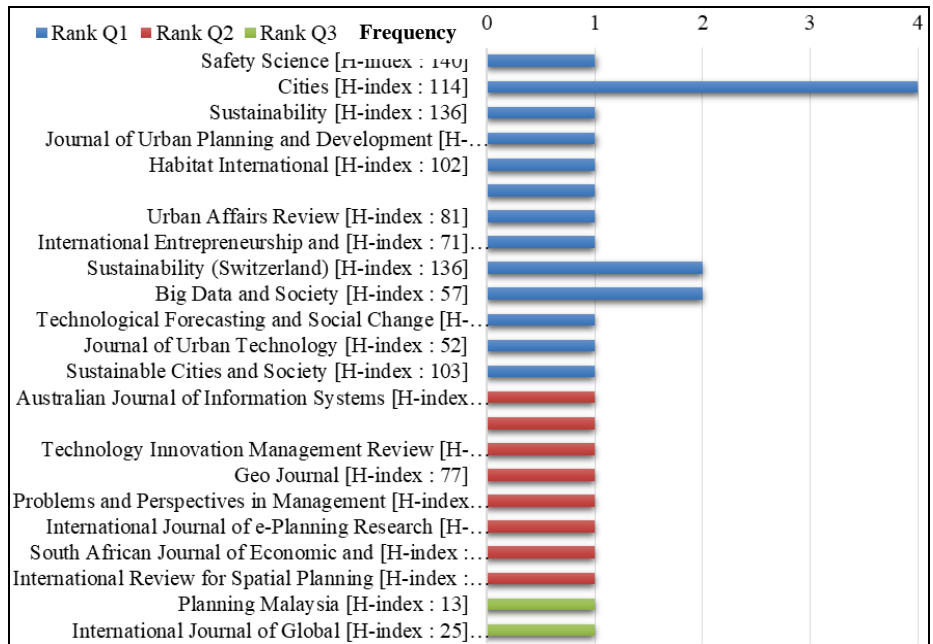 0 1 2 3 4
Rank Q1 Rank Q2 Rank Q3 Frequency
Safety Science [H-index : 140]
Cities [H-index : 114]
Sustainability [H-index : 136]
Journal of Urban Planning and Development [H-…
Habitat International [H-index : 102]
Urban Affairs Review [H-index : 81]
International Entrepreneurship and [H-index : 71]…
Sustainability (Switzerland) [H-index : 136]
Big Data and Society [H-index : 57]
Technological Forecasting and Social Change [H-…
Journal of Urban Technology [H-index : 52]
Sustainable Cities and Society [H-index : 103]
Australian Journal of Information Systems [H-index…
Technology Innovation Management Review [H-…
Geo Journal [H-index : 77]
Problems and Perspectives in Management [H-index…
International Journal of e-Planning Research [H-…
South African Journal of Economic and [H-index :…
International Review for Spatial Planning [H-index :…
Planning Malaysia [H-index : 13]
International Journal of Global [H-index : 25]…